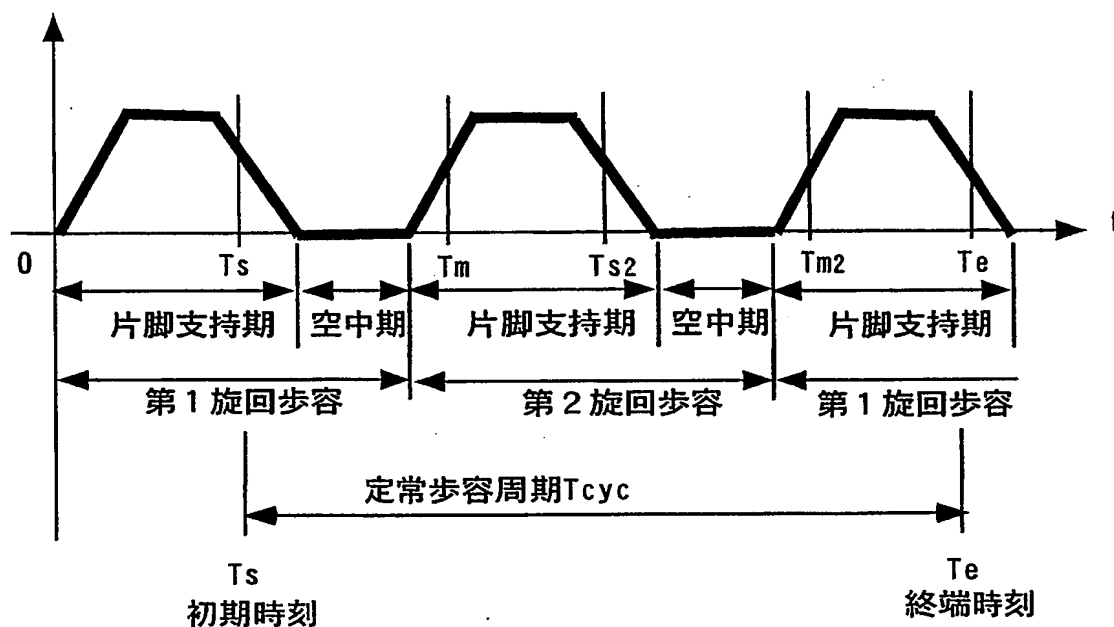 t
0 Ts Tm Ts2 Tm2 Te
片脚支持期 空中期 片脚支持期 空中期 片脚支持期
第1旋回歩容 第2旋回歩容 第1旋回歩容
定常歩容周期Tcyc
Ts Te
初期時刻 終端時刻